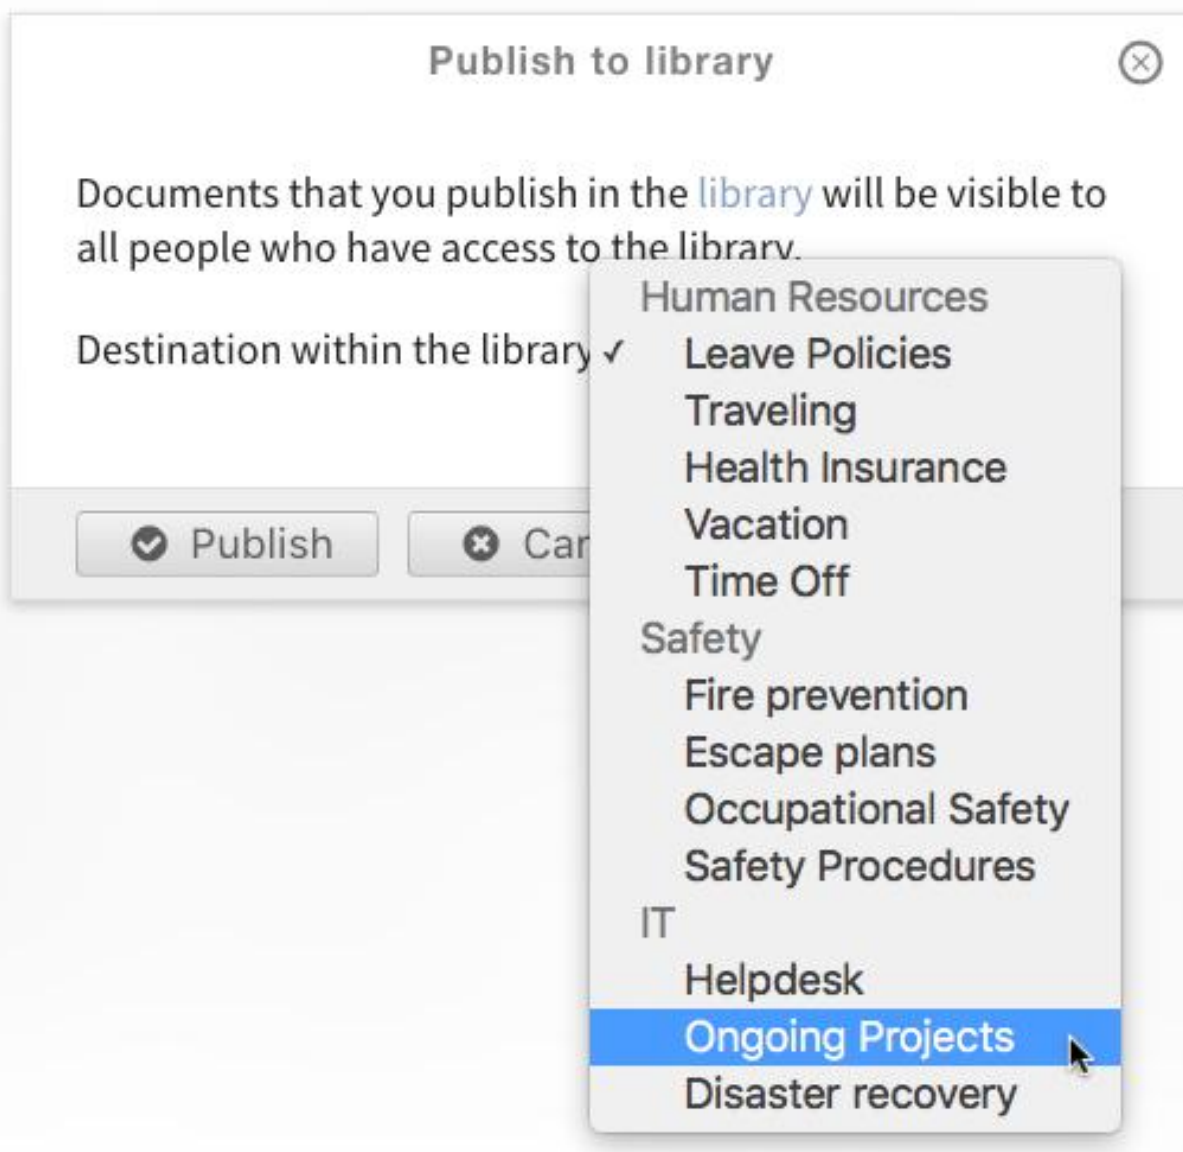 Publish to library
Documents that you publish in the library will be visible to
all people who have access to the library.
Destination within the library ✓
Human Resources
Leave Policies
Traveling
Health Insurance
Vacation
Time Off
Safety
Fire prevention
Escape plans
Occupational Safety
Safety Procedures
IT
Helpdesk
Ongoing Projects
Disaster recovery
Publish